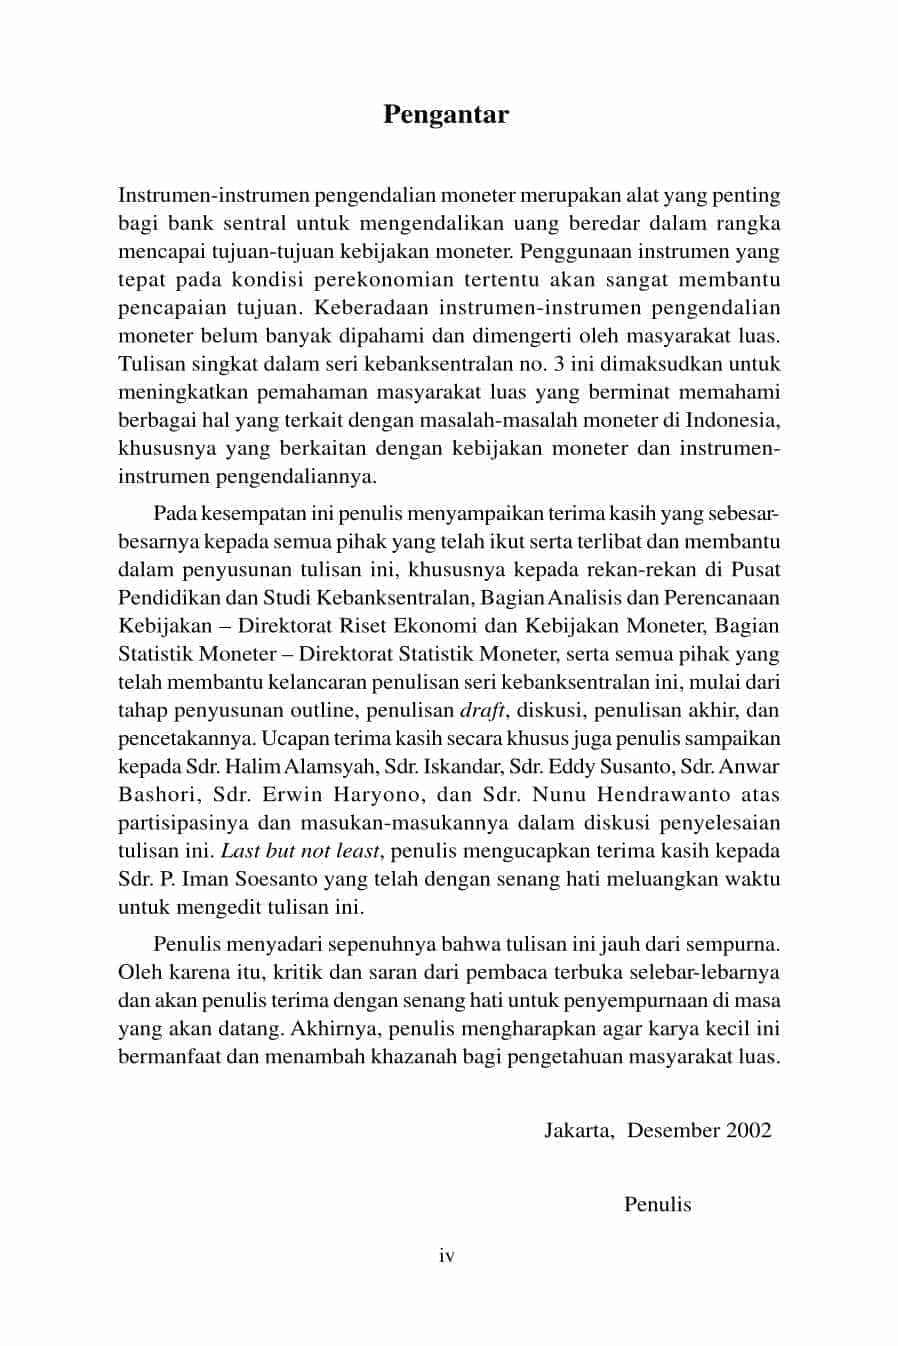 Pengantar
Instrumen-instrumen pengendalian moneter merupakan alat yang penting
bagi bank sentral untuk mengendalikan uang beredar dalam rangka
mencapai tujuan-tujuan kebijakan moneter. Penggunaan instrumen yang
tepat pada kondisi perekonomian tertentu akan sangat membantu
pencapaian tujuan. Keberadaan instrumen-instrumen pengendalian
moneter belum banyak dipahami dan dimengerti oleh masyarakat luas.
Tulisan singkat dalam seri kebanksentralan no. 3 ini dimaksudkan untuk
meningkatkan pemahaman masyarakat luas yang berminat memahami
berbagai hal yang terkait dengan masalah-masalah moneter di Indonesia,
khususnya yang berkaitan dengan kebijakan moneter dan instrumen-
instrumen pengendaliannya.
Pada kesempatan ini penulis menyampaikan terima kasih yang sebesar-
besarnya kepada semua pihak yang telah ikut serta terlibat dan membantu
dalam penyusunan tulisan ini, khususnya kepada rekan-rekan di Pusat
Pendidikan dan Studi Kebanksentralan, Bagian Analisis dan Perencanaan
Kebijakan – Direktorat Riset Ekonomi dan Kebijakan Moneter, Bagian
Statistik Moneter – Direktorat Statistik Moneter, serta semua pihak yang
telah membantu kelancaran penulisan seri kebanksentralan ini, mulai dari
tahap penyusunan outline, penulisan draft, diskusi, penulisan akhir, dan
pencetakannya. Ucapan terima kasih secara khusus juga penulis sampaikan
kepada Sdr. Halim Alamsyah, Sdr. Iskandar, Sdr. Eddy Susanto, Sdr. Anwar
Bashori, Sdr. Erwin Haryono, dan Sdr. Nunu Hendrawanto atas
partisipasinya dan masukan-masukannya dalam diskusi penyelesaian
tulisan ini. Last but not least, penulis mengucapkan terima kasih kepada
Sdr. P. Iman Soesanto yang telah dengan senang hati meluangkan waktu
untuk mengedit tulisan ini.
Penulis menyadari sepenuhnya bahwa tulisan ini jauh dari sempurna.
Oleh karena itu, kritik dan saran dari pembaca terbuka selebar-lebarnya
dan akan penulis terima dengan senang hati untuk penyempurnaan di masa
yang akan datang. Akhirnya, penulis mengharapkan agar karya kecil ini
bermanfaat dan menambah khazanah bagi pengetahuan masyarakat luas.
Jakarta, Desember 2002
Penulis
iv